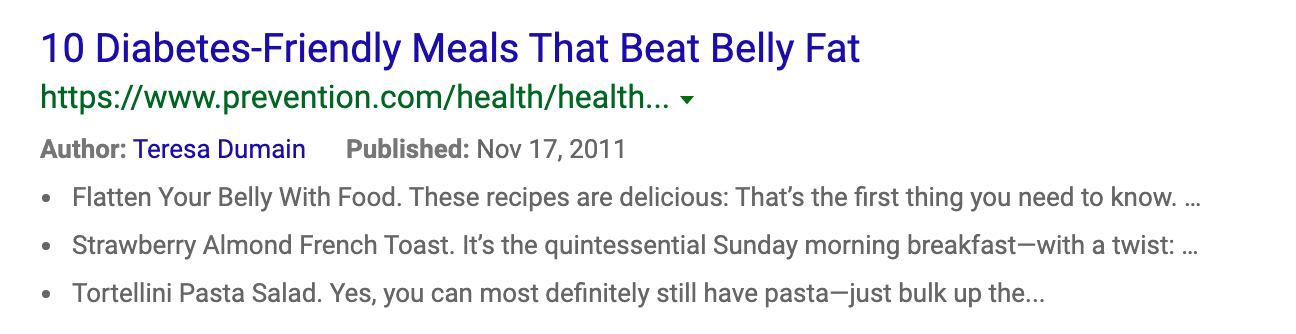 10 Diabetes-Friendly Meals That Beat Belly Fat
https://www.prevention.com/health/health...
Author: Teresa Dumain Published: Nov 17, 2011
• Flatten Your Belly With Food. These recipes are delicious: That’s the first thing you need to know. ...
• Strawberry Almond French Toast. It’s the quintessential Sunday morning breakfast—with a twist: ...
• Tortellini Pasta Salad. Yes, you can most definitely still have pasta—just bulk up the...